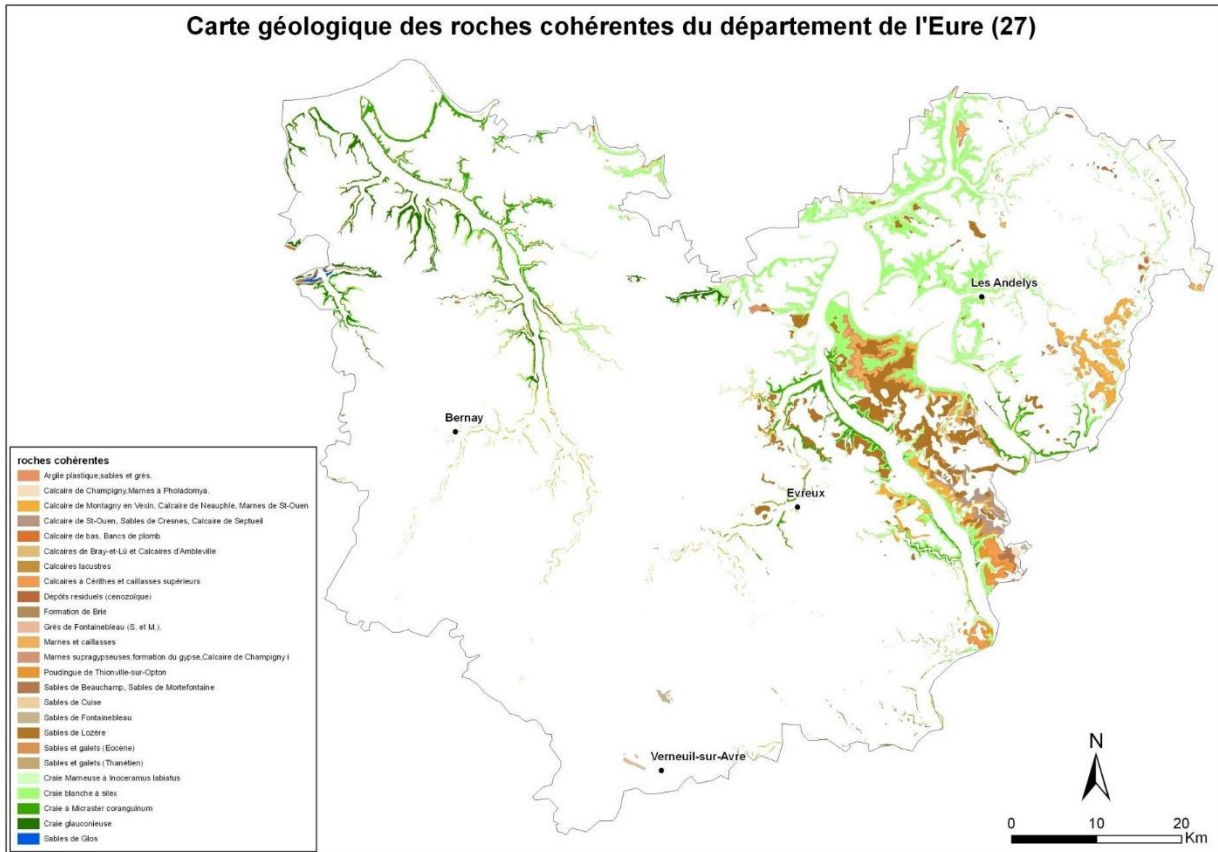 Carte géologique des roches cohérentes du département de l'Eure (27)
Les Andelys
Bernay
Evreux
Verneuil-sur-Avre
roches cohérentes
Argile plastique,sables et grès.
Calcaire de Champigny,Marnes à Pholadomya.
Calcaire de Montagny en Vexin, Calcaire de Neauphle, Marnes de St-Ouen
Calcaire de St-Ouen, Sables de Cresnes, Calcaire de Septueil
Calcaire de bas, Bancs de plomb
Calcaires de Bray-et-Lû et Calcaires d'Ambleville
Calcaires lacustres
Calcaires à Cérithes et caillasses supérieurs
Dépôts résiduels (cénozoïque)
Formation de Brie
Grès de Fontainebleau (S. et M.).
Marnes et caillasses
Marnes supragypseuses,formation du gypse,Calcaire de Champigny i
Poudingue de Thionville-sur-Opton
Sables de Beauchamp, Sables de Mortefontaine
Sables de Cuise
Sables de Fontainebleau
Sables de Lozère
Sables et galets (Eocène)
Sables et galets (Thanétien)
Craie Marneuse à Inoceramus labiatus
Craie blanche à silex
Craie à Micraster coranguinum
Craie glauconieuse
Sables de Glos
N
0 10 20
Km